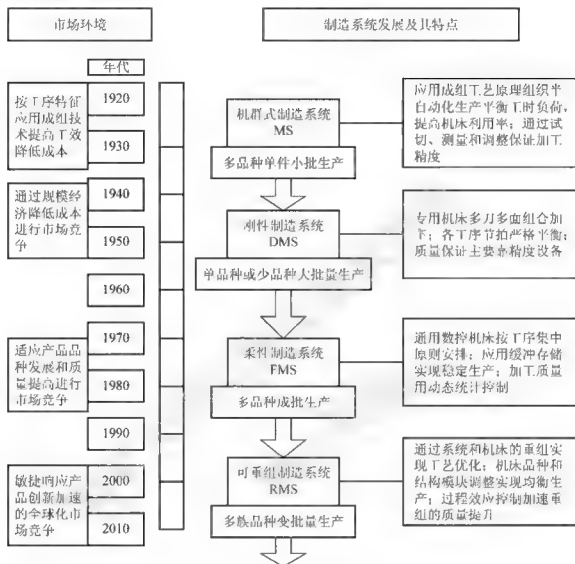 市场环境
制造系统发展及其特点
年代
1920
1930
1940
1950
1960
1970
1980
1990
2000
2010
按工序特征
应用成组技
术提高工效
降低成本
通过规模经
济降低成本
进行市场竞
争
适应产品品
种发展和质
量提高进行
市场竞争
敏捷响应产
品创新加速
的全球化市
场竞争
机群式制造系统
MS
多品种单件小批生产
刚性制造系统
DMS
单品种或少品种大批量生产
柔性制造系统
FMS
多品种成批生产
可重组制造系统
RMS
多族品种变批量生产
应用成组工艺原理组织半
自动化生产平衡工时负荷,
提高机床利用率；通过试
切、测量和调整保证加工
精度
专用机床多刀多面组合加
工；各工序节拍严格平衡；
质量保证主要靠精度设备
通用数控机床按工序集中
原则安排；应用缓冲存储
实现稳定生产；加工质量
用动态统计控制
通过系统和机床的重组实
现工艺优化；机床品种和
结构模块调整实现均衡生
产；过程效应控制加速重
组的质量提升